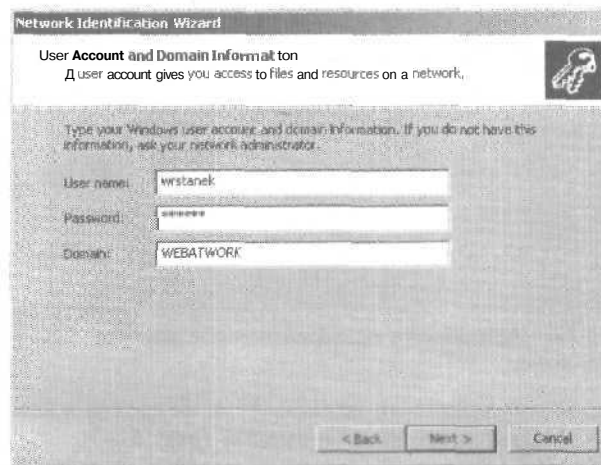 Network Identification Wizard
User Account and Domain Informat ton
Д user account gives you access to files and resources on a network,
Type your Windows user account and domain information. If you do not have this
information, ask your network administrator.
User name: wrstanek
Password: ******
Domain: WEBATWORK
< Back Next > Cancel